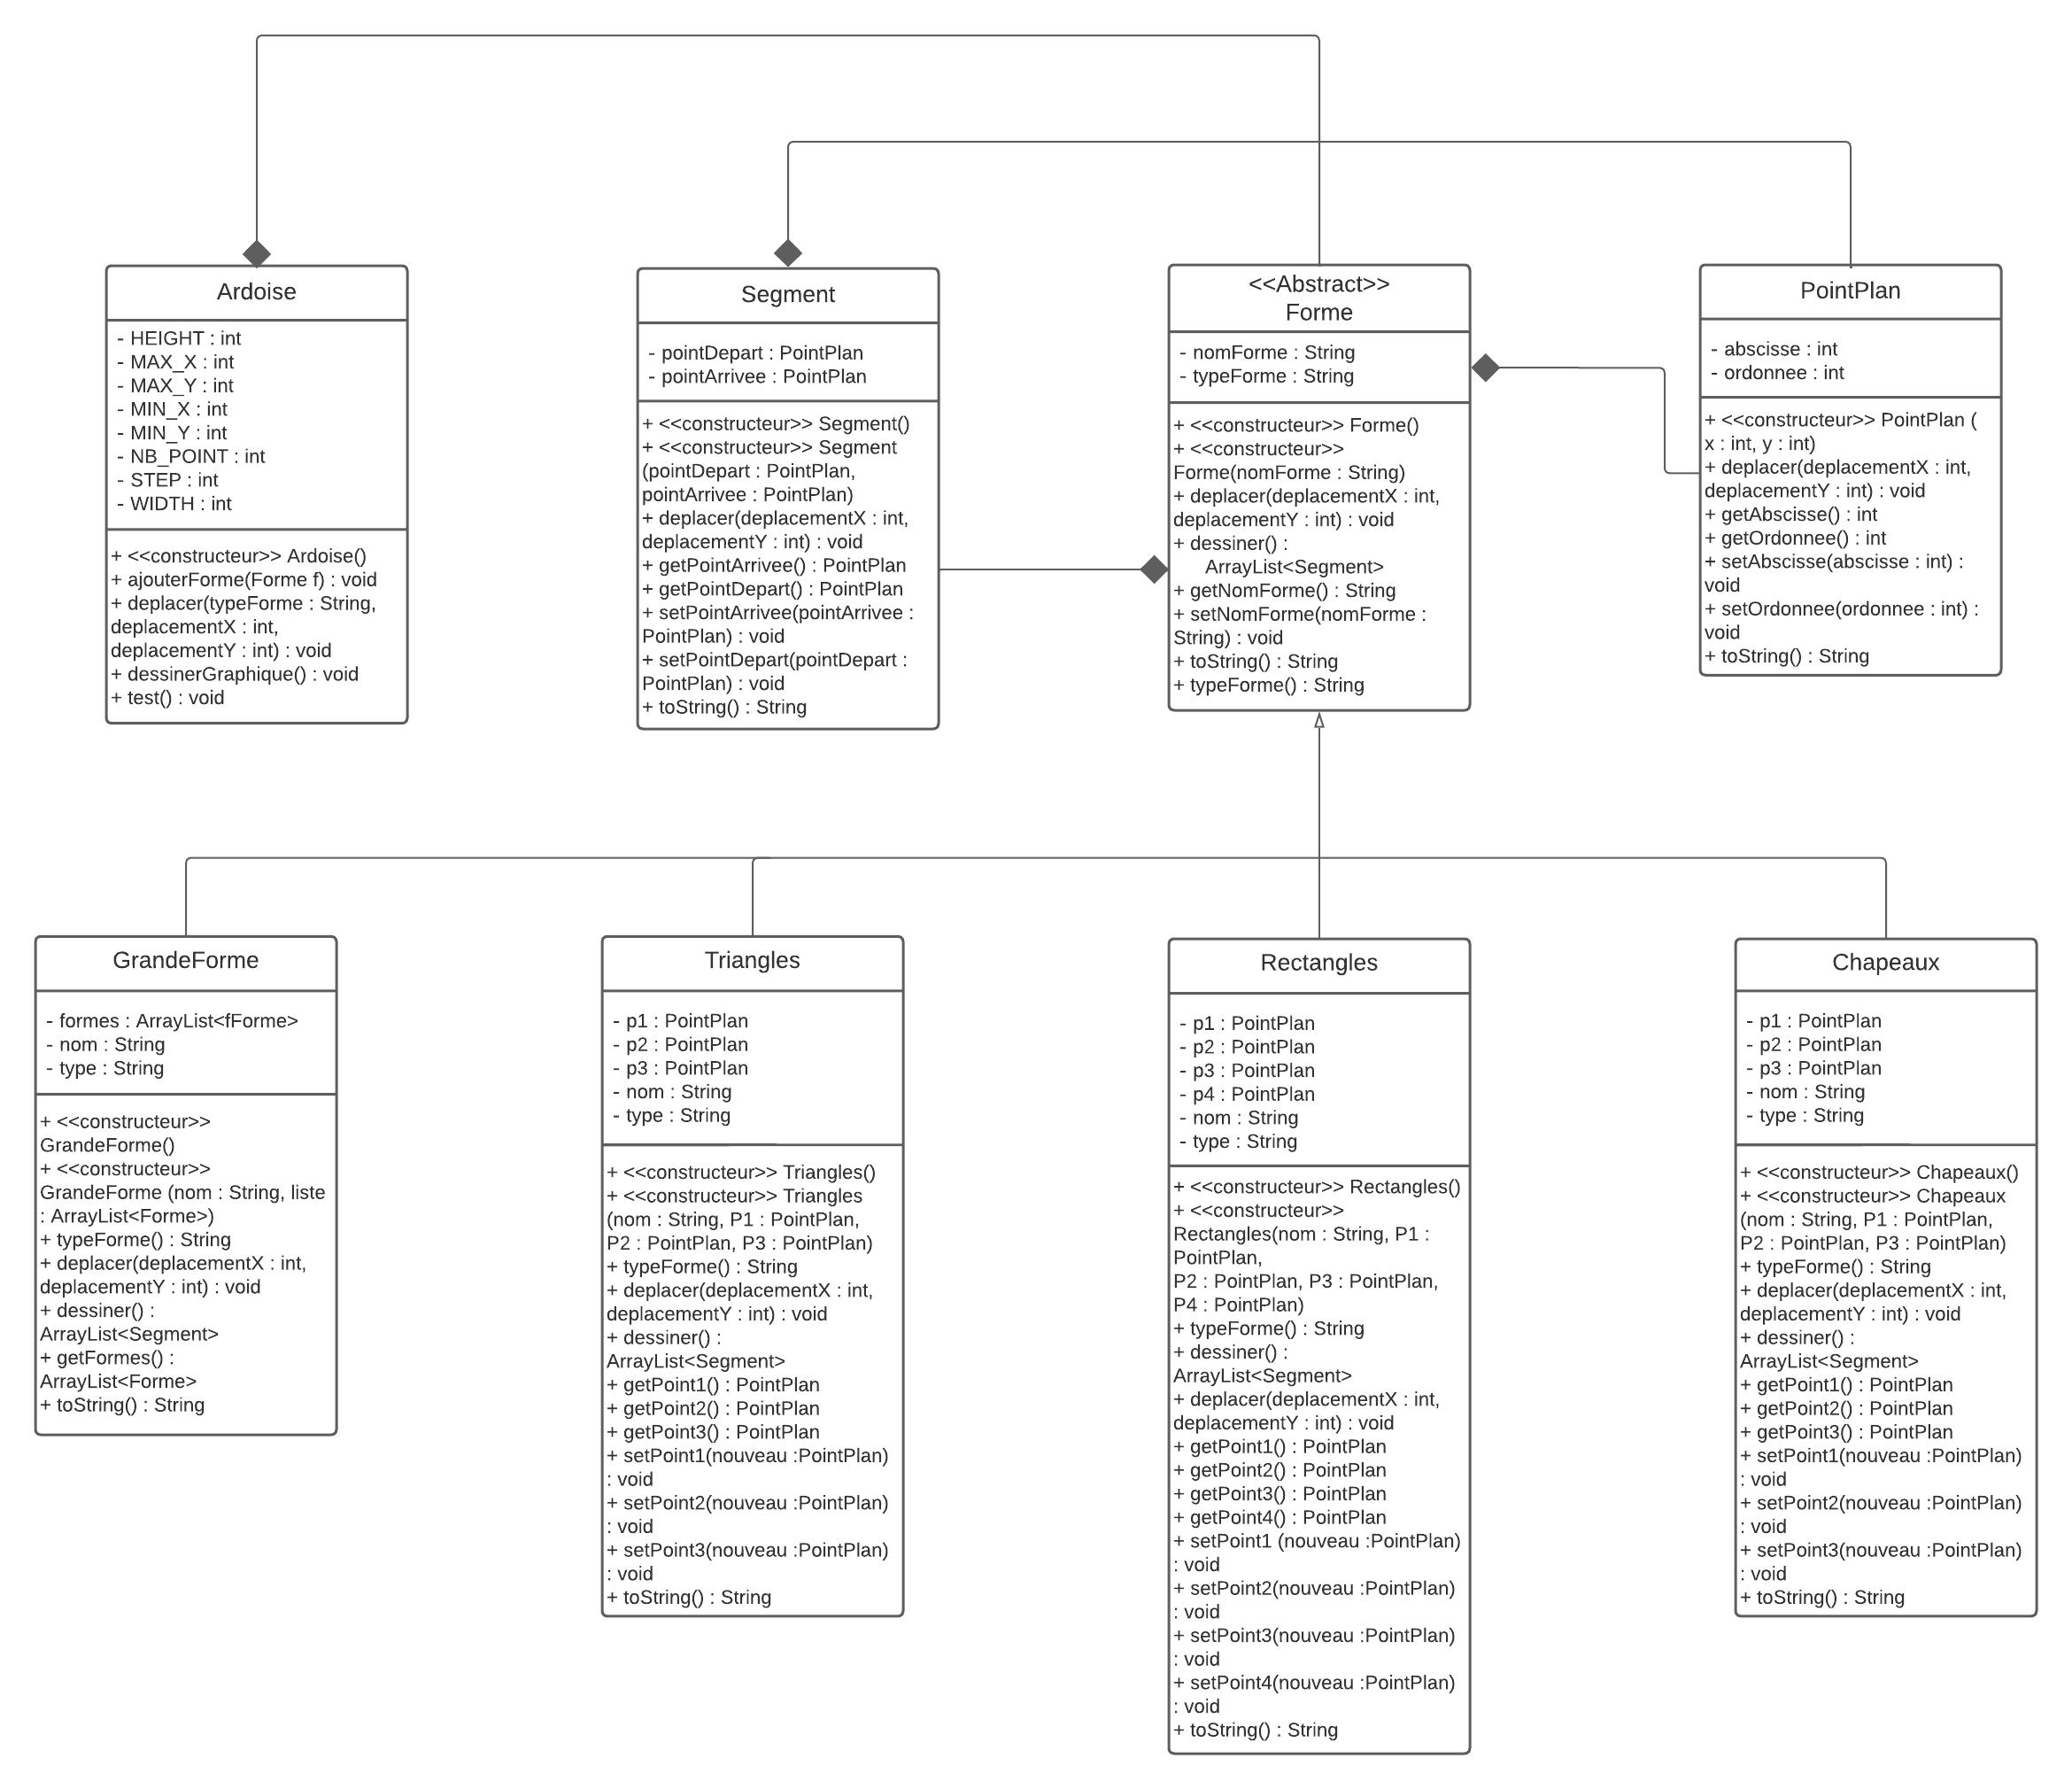 Ardoise
- HEIGHT : int
- MAX_X : int
- MAX_Y : int
- MIN_X : int
- MIN_Y : int
- NB_POINT : int
- STEP : int
- WIDTH : int
+ <<constructeur>> Ardoise()
+ ajouterForme(Forme f) : void
+ deplacer(typeForme : String,
deplacementX : int,
deplacementY : int) : void
+ dessinerGraphique() : void
+ test() : void
Segment
- pointDepart : PointPlan
- pointArrivee : PointPlan
+ <<constructeur>> Segment()
+ <<constructeur>> Segment
(pointDepart : PointPlan,
pointArrivee : PointPlan)
+ deplacer(deplacementX : int,
deplacementY : int) : void
+ getPointArrivee() : PointPlan
+ getPointDepart() : PointPlan
+ setPointArrivee(pointArrivee :
PointPlan) : void
+ setPointDepart(pointDepart :
PointPlan) : void
+ toString() : String
<<Abstract>>
Forme
- nomForme : String
- typeForme : String
+ <<constructeur>> Forme()
+ <<constructeur>>
Forme(nomForme : String)
+ deplacer(deplacementX : int,
deplacementY : int) : void
+ dessiner() :
ArrayList<Segment>
+ getNomForme() : String
+ setNomForme(nomForme :
String) : void
+ toString() : String
+ typeForme() : String
PointPlan
- abscisse : int
- ordonnee : int
+ <<constructeur>> PointPlan (
x : int, y : int)
+ deplacer(deplacementX : int,
deplacementY : int) : void
+ getAbscisse() : int
+ getOrdonnee() : int
+ setAbscisse(abscisse : int) :
void
+ setOrdonnee(ordonnee : int) :
void
+ toString() : String
GrandeForme
- formes : ArrayList<fForme>
- nom : String
- type : String
+ <<constructeur>>
GrandeForme()
+ <<constructeur>>
GrandeForme (nom : String, liste
: ArrayList<Forme>)
+ typeForme() : String
+ deplacer(deplacementX : int,
deplacementY : int) : void
+ dessiner() :
ArrayList<Segment>
+ getFormes() :
ArrayList<Forme>
+ toString() : String
Triangles
- p1 : PointPlan
- p2 : PointPlan
- p3 : PointPlan
- nom : String
- type : String
+ <<constructeur>> Triangles()
+ <<constructeur>> Triangles
(nom : String, P1 : PointPlan,
P2 : PointPlan, P3 : PointPlan)
+ typeForme() : String
+ deplacer(deplacementX : int,
deplacementY : int) : void
+ dessiner() :
ArrayList<Segment>
+ getPoint1() : PointPlan
+ getPoint2() : PointPlan
+ getPoint3() : PointPlan
+ setPoint1(nouveau :PointPlan)
: void
+ setPoint2(nouveau :PointPlan)
: void
+ setPoint3(nouveau :PointPlan)
: void
+ toString() : String
Rectangles
- p1 : PointPlan
- p2 : PointPlan
- p3 : PointPlan
- p4 : PointPlan
- nom : String
- type : String
+ <<constructeur>> Rectangles()
+ <<constructeur>>
Rectangles(nom : String, P1 :
PointPlan,
P2 : PointPlan, P3 : PointPlan,
P4 : PointPlan)
+ typeForme() : String
+ dessiner() :
ArrayList<Segment>
+ deplacer(deplacementX : int,
deplacementY : int) : void
+ getPoint1() : PointPlan
+ getPoint2() : PointPlan
+ getPoint3() : PointPlan
+ getPoint4() : PointPlan
+ setPoint1 (nouveau :PointPlan)
: void
+ setPoint2(nouveau :PointPlan)
: void
+ setPoint3(nouveau :PointPlan)
: void
+ setPoint4(nouveau :PointPlan)
: void
+ toString() : String
Chapeaux
- p1 : PointPlan
- p2 : PointPlan
- p3 : PointPlan
- nom : String
- type : String
+ <<constructeur>> Chapeaux()
+ <<constructeur>> Chapeaux
(nom : String, P1 : PointPlan,
P2 : PointPlan, P3 : PointPlan)
+ typeForme() : String
+ deplacer(deplacementX : int,
deplacementY : int) : void
+ dessiner() :
ArrayList<Segment>
+ getPoint1() : PointPlan
+ getPoint2() : PointPlan
+ getPoint3() : PointPlan
+ setPoint1(nouveau :PointPlan)
: void
+ setPoint2(nouveau :PointPlan)
: void
+ setPoint3(nouveau :PointPlan)
: void
+ toString() : String